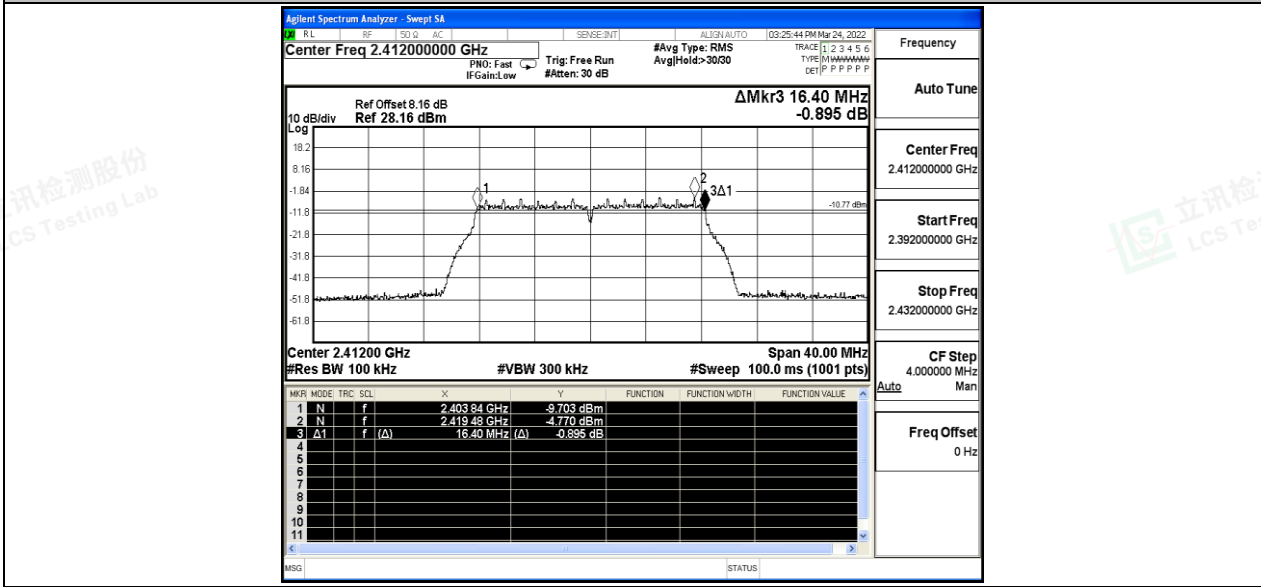 Agilent Spectrum Analyzer - Swept SA
RL RF 50 Ω AC SENSE:INT ALIGN AUTO 03:25:44 PM Mar 24, 2022
Center Freq 2.412000000 GHz
PNO: Fast
IFGain:Low
Trig: Free Run
#Atten: 30 dB
#Avg Type: RMS
Avg|Hold:>30/30
TRACE 1 2 3 4 5 6
TYPE MWWWWW
DET P P P P P P
Frequency
Auto Tune
Center Freq
2.412000000 GHz
Start Freq
2.392000000 GHz
Stop Freq
2.432000000 GHz
CF Step
4.000000 MHz
Auto Man
Freq Offset
0 Hz
ΔMkr3 16.40 MHz
-0.895 dB
Ref Offset 8.16 dB
10 dB/div Ref 28.16 dBm
Log
18.2
8.16
-1.84
-11.8
-21.8
-31.8
-41.8
-51.8
-61.8
1
2
3Δ1
-10.77 dBm
Center 2.41200 GHz Span 40.00 MHz
#Res BW 100 kHz #VBW 300 kHz #Sweep 100.0 ms (1001 pts)
MKR MODE TRC SCL X Y FUNCTION FUNCTION WIDTH FUNCTION VALUE
1 N f 2.403 84 GHz -9.703 dBm
2 N f 2.419 48 GHz -4.770 dBm
3 Δ1 f (Δ) 16.40 MHz (Δ) -0.895 dB
4
5
6
7
8
9
10
11
MSG STATUS
讯检测股份
CS Testing Lab
立讯检
LCS Tes